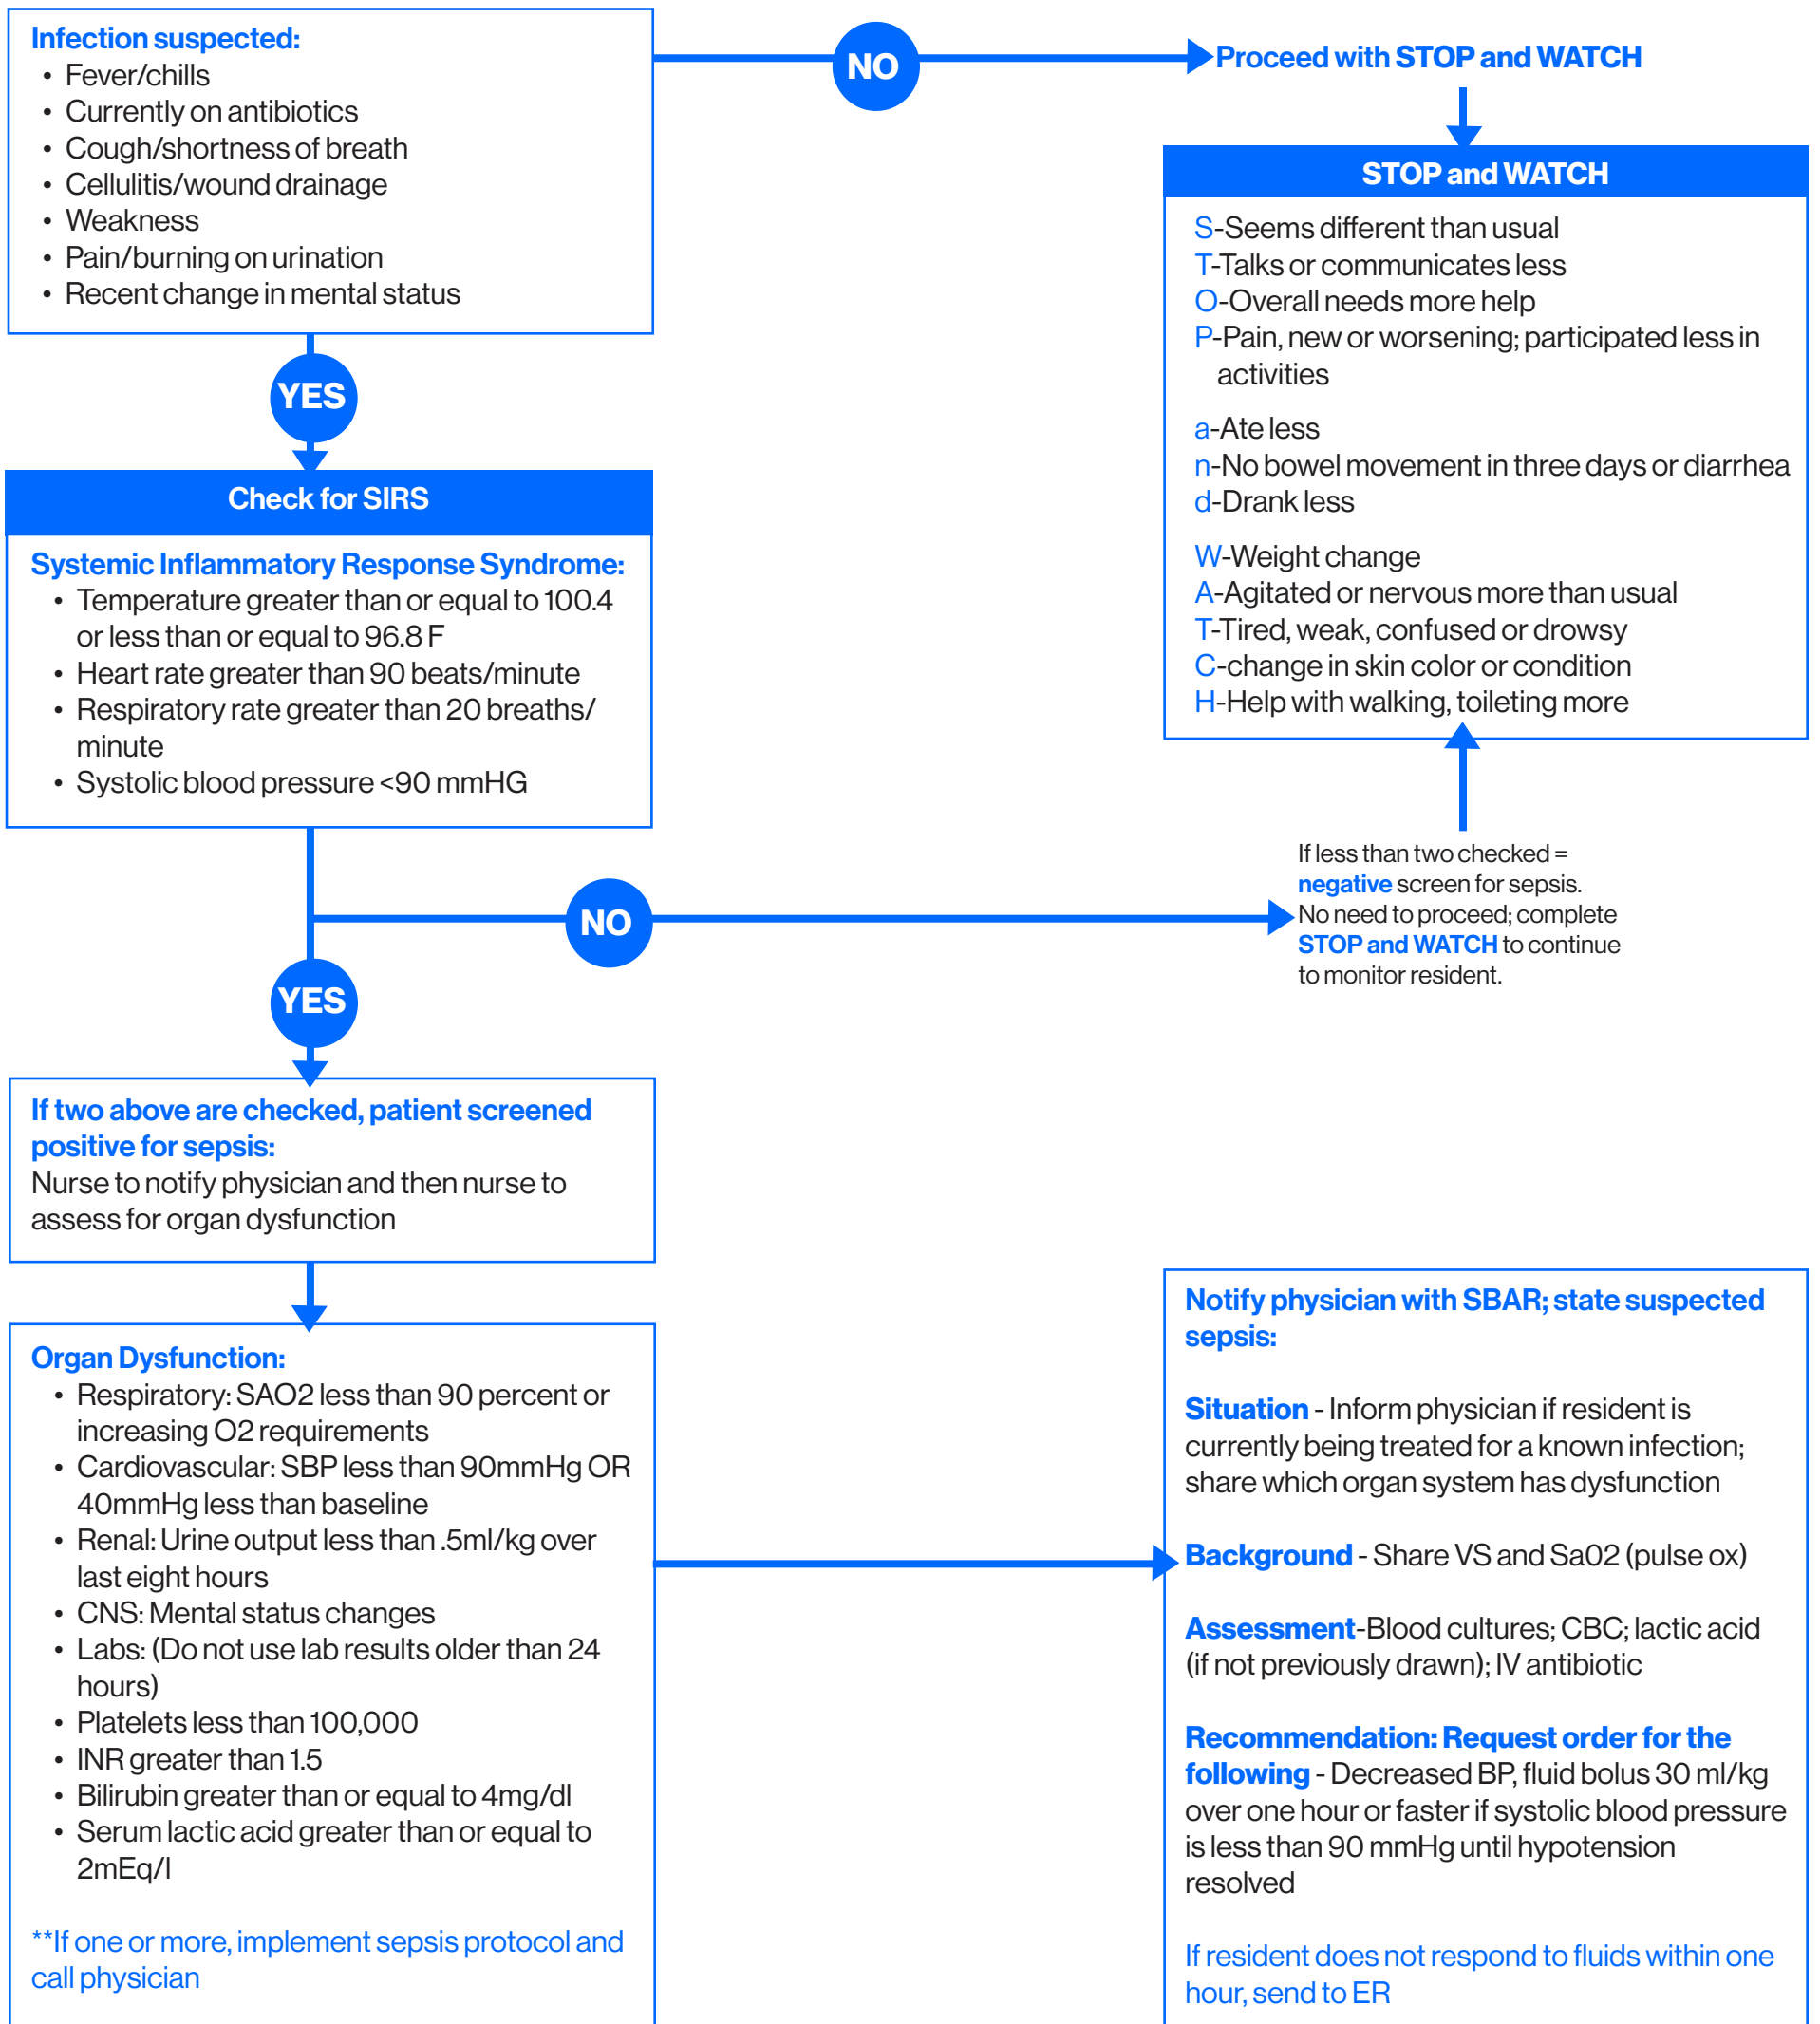 Infection suspected:
• Fever/chills
• Currently on antibiotics
• Cough/shortness of breath
• Cellulitis/wound drainage
• Weakness
• Pain/burning on urination
• Recent change in mental status
NO
Proceed with STOP and WATCH
STOP and WATCH
S-Seems different than usual
T-Talks or communicates less
O-Overall needs more help
P-Pain, new or worsening; participated less in
activities
a-Ate less
n-No bowel movement in three days or diarrhea
d-Drank less
W-Weight change
A-Agitated or nervous more than usual
T-Tired, weak, confused or drowsy
C-change in skin color or condition
H-Help with walking, toileting more
YES
Check for SIRS
Systemic Inflammatory Response Syndrome:
• Temperature greater than or equal to 100.4
or less than or equal to 96.8 F
• Heart rate greater than 90 beats/minute
• Respiratory rate greater than 20 breaths/
minute
• Systolic blood pressure <90 mmHG
NO
If less than two checked =
negative screen for sepsis.
No need to proceed; complete
STOP and WATCH to continue
to monitor resident.
YES
If two above are checked, patient screened
positive for sepsis:
Nurse to notify physician and then nurse to
assess for organ dysfunction
Organ Dysfunction:
• Respiratory: SAO2 less than 90 percent or
increasing O2 requirements
• Cardiovascular: SBP less than 90mmHg OR
40mmHg less than baseline
• Renal: Urine output less than .5ml/kg over
last eight hours
• CNS: Mental status changes
• Labs: (Do not use lab results older than 24
hours)
• Platelets less than 100,000
• INR greater than 1.5
• Bilirubin greater than or equal to 4mg/dl
• Serum lactic acid greater than or equal to
2mEq/l
**If one or more, implement sepsis protocol and
call physician
Notify physician with SBAR; state suspected
sepsis:
Situation - Inform physician if resident is
currently being treated for a known infection;
share which organ system has dysfunction
Background - Share VS and Sa02 (pulse ox)
Assessment-Blood cultures; CBC; lactic acid
(if not previously drawn); IV antibiotic
Recommendation: Request order for the
following - Decreased BP, fluid bolus 30 ml/kg
over one hour or faster if systolic blood pressure
is less than 90 mmHg until hypotension
resolved
If resident does not respond to fluids within one
hour, send to ER